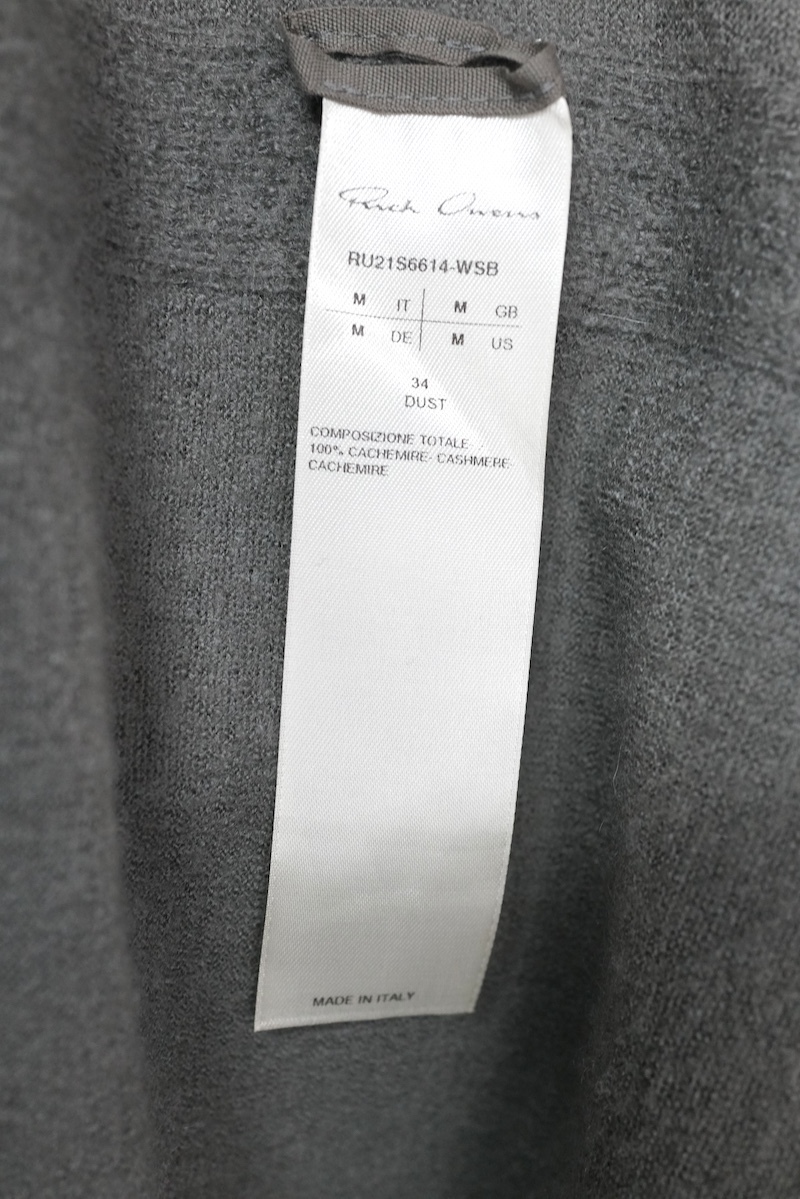 Rick Owens
RU21S6614-WSB
M IT M GB
M DE M US
34
DUST
COMPOSIZIONE TOTALE
100% CACHEMIRE- CASHMERE-
CACHEMIRE
MADE IN ITALY